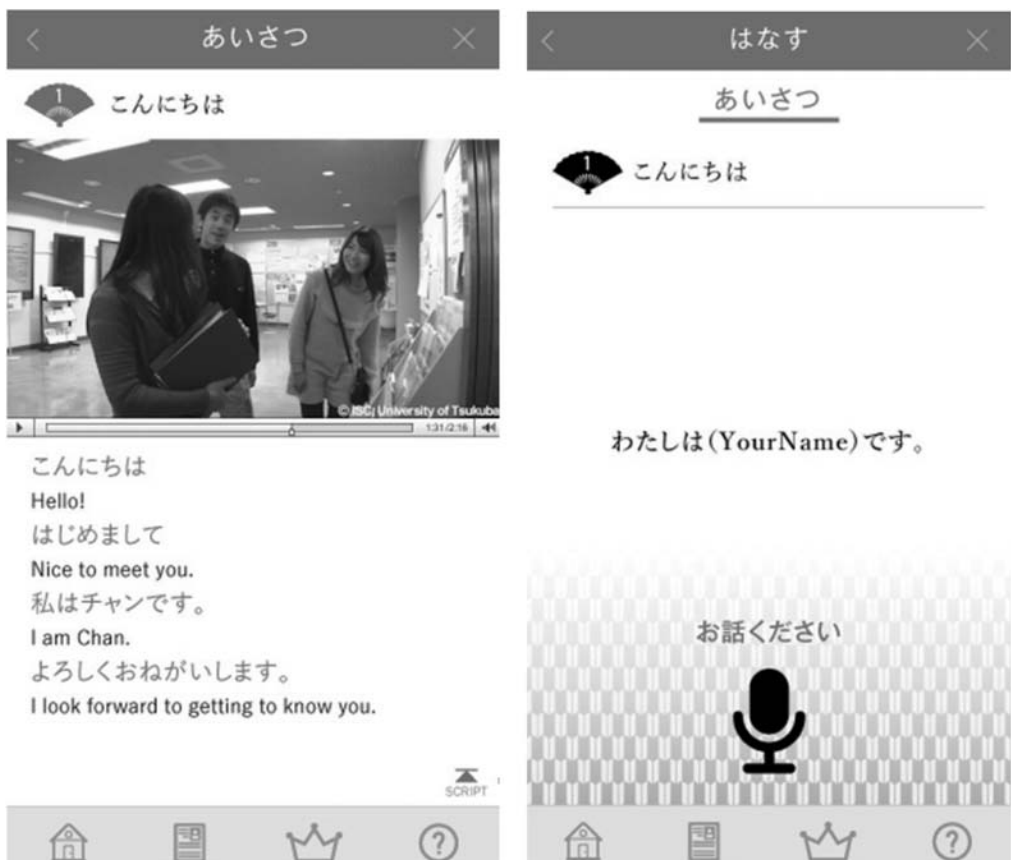 あいさつ
1 こんにちは
© ISC, University of Tsukuba
1:31/2:16
こんにちは
Hello!
はじめまして
Nice to meet you.
私はチャンです。
I am Chan.
よろしくおねがいします。
I look forward to getting to know you.
SCRIPT
?
はなす
あいさつ
1 こんにちは
わたしは(YourName)です。
お話ください
?